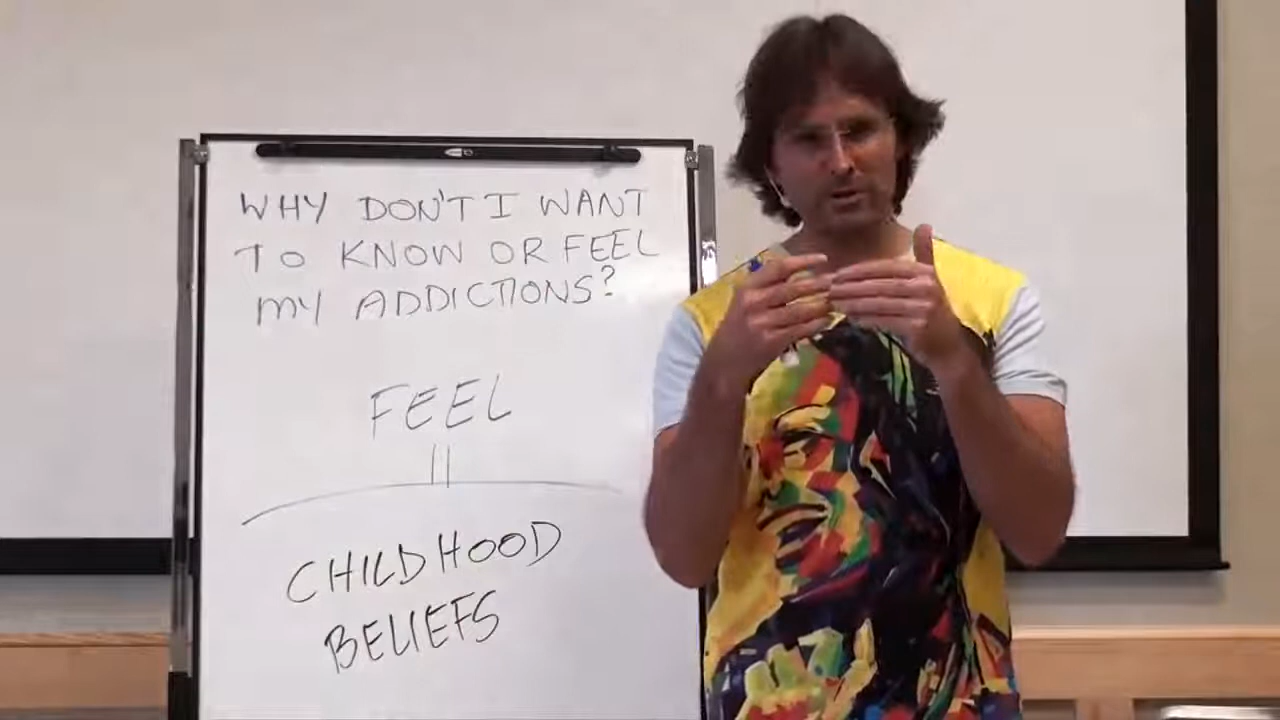 WHY DON'T I WANT
TO KNOW OR FEEL
MY ADDICTIONS?
FEEL
CHILDHOOD
BELIEFS